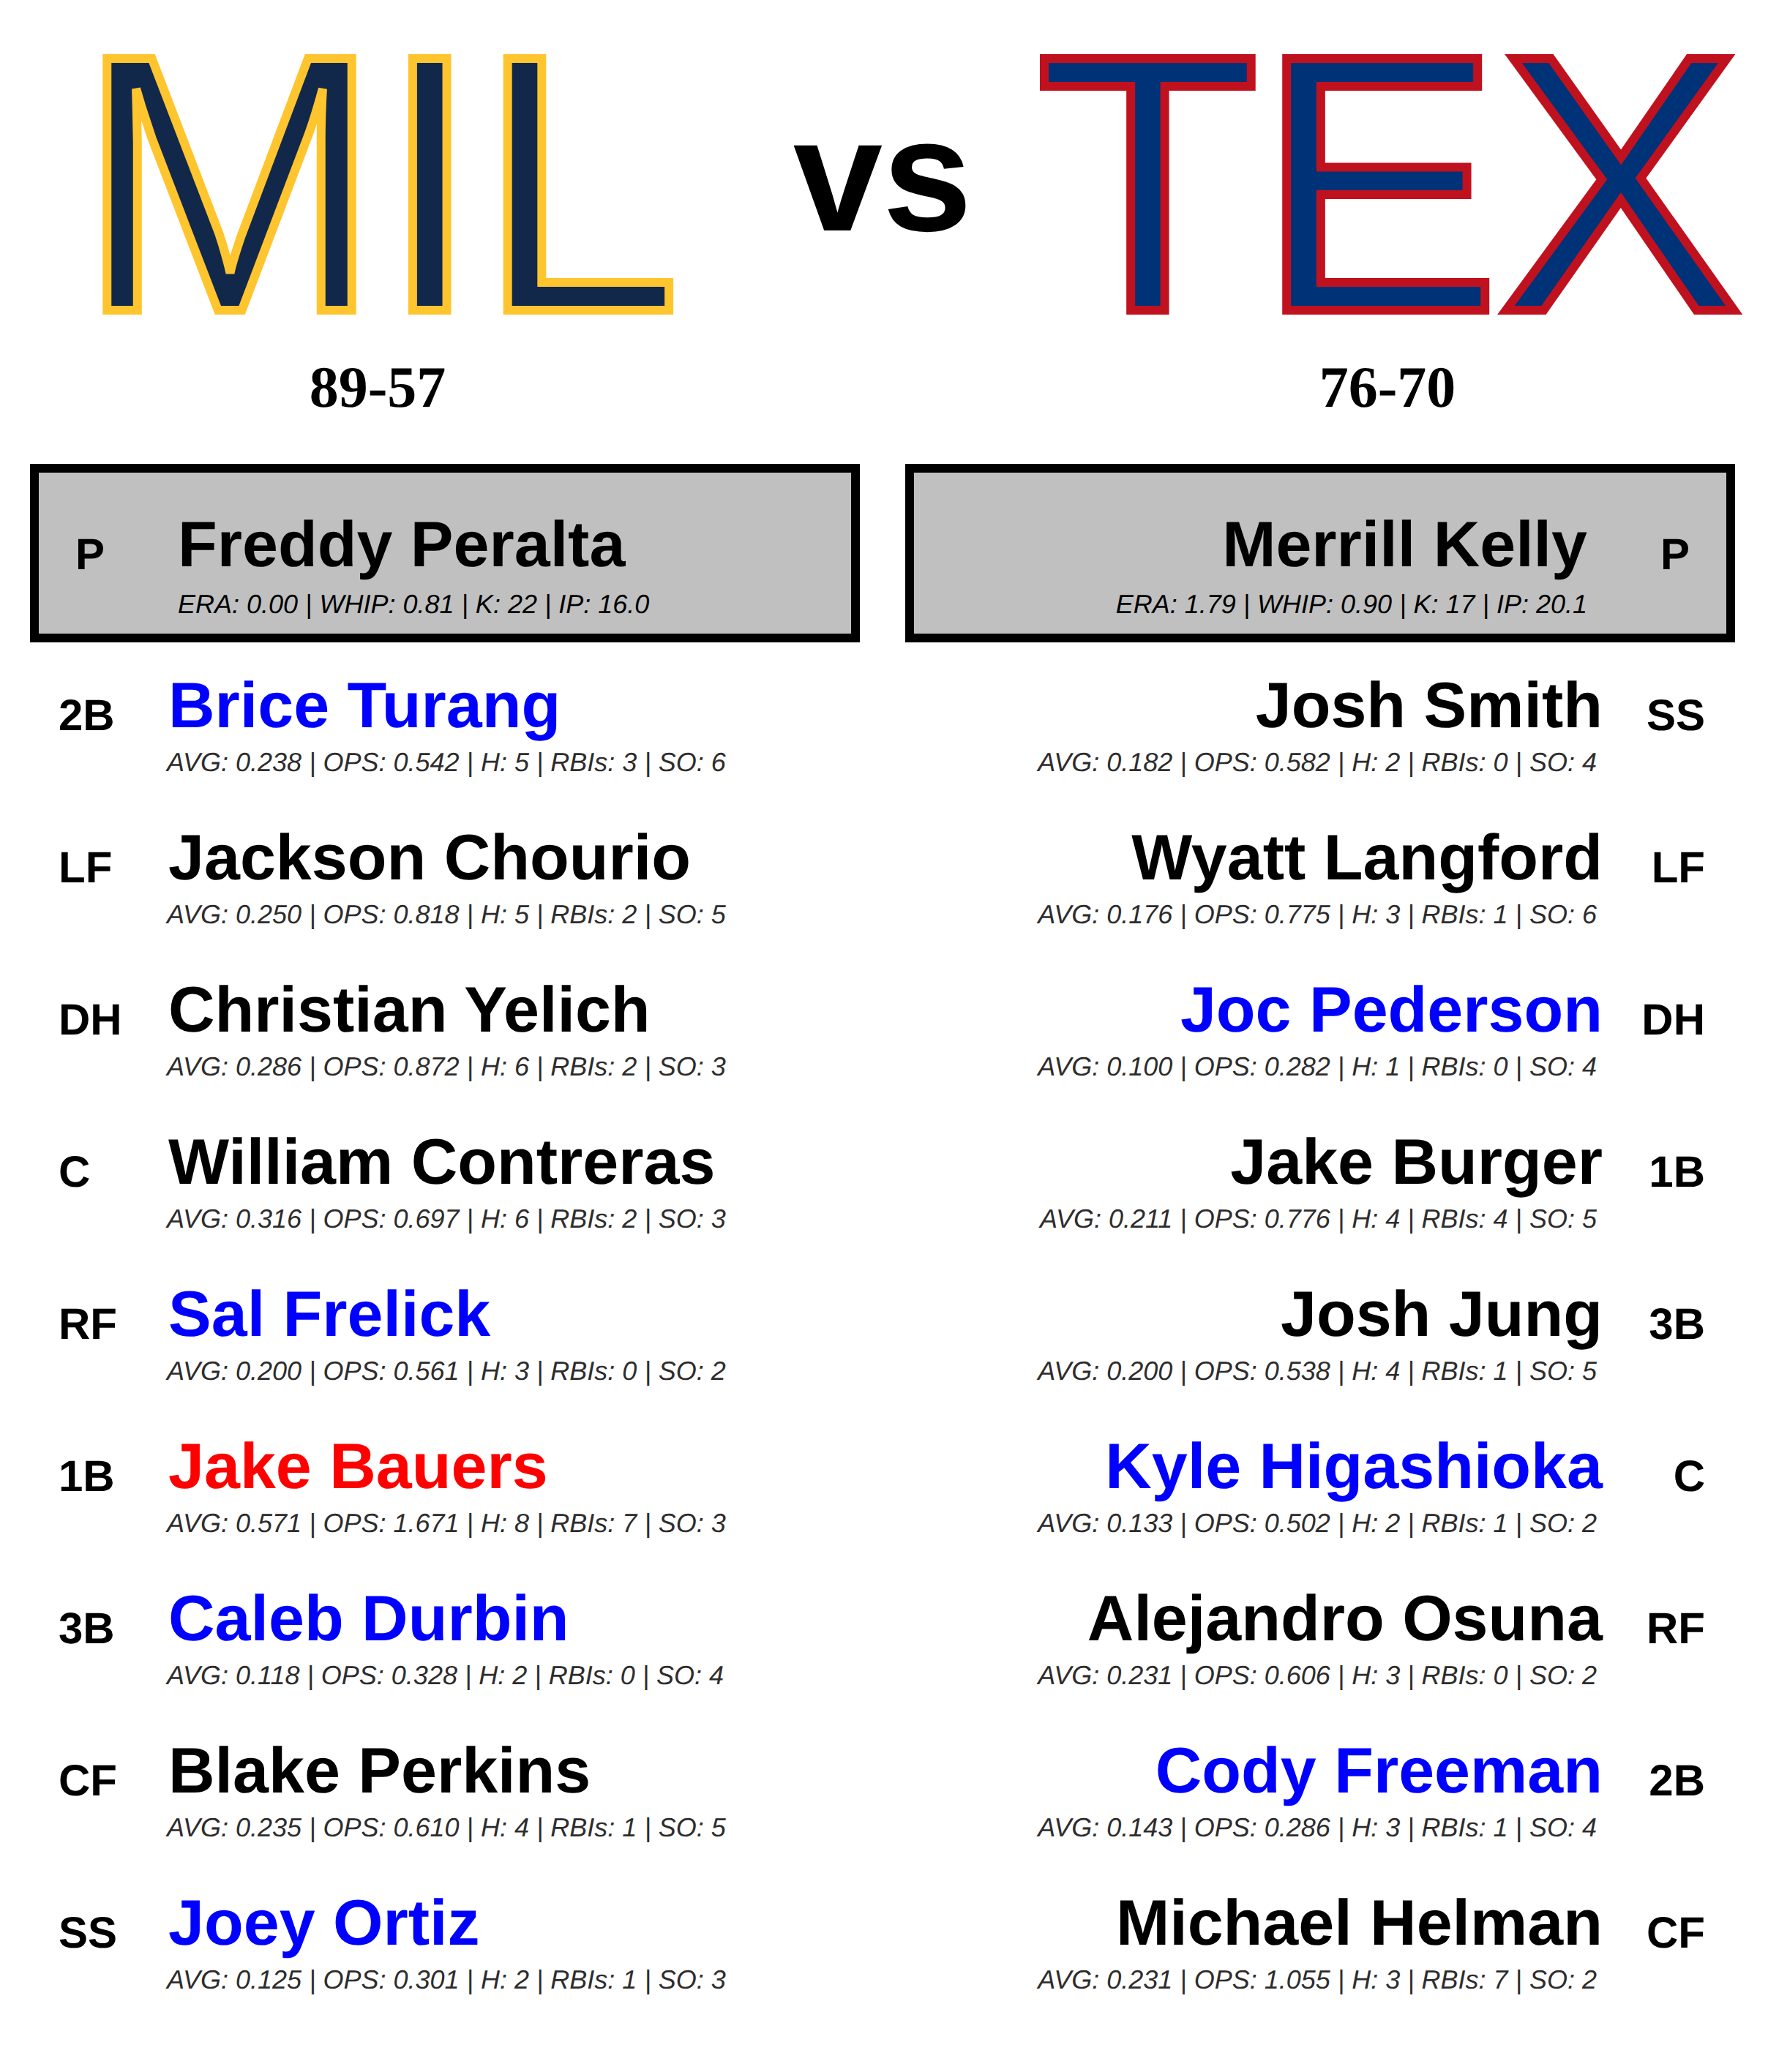 MIL vs TEX
89-57
76-70
P Freddy Peralta
ERA: 0.00 | WHIP: 0.81 | K: 22 | IP: 16.0
Merrill Kelly P
ERA: 1.79 | WHIP: 0.90 | K: 17 | IP: 20.1
2B Brice Turang
AVG: 0.238 | OPS: 0.542 | H: 5 | RBIs: 3 | SO: 6
LF Jackson Chourio
AVG: 0.250 | OPS: 0.818 | H: 5 | RBIs: 2 | SO: 5
DH Christian Yelich
AVG: 0.286 | OPS: 0.872 | H: 6 | RBIs: 2 | SO: 3
C William Contreras
AVG: 0.316 | OPS: 0.697 | H: 6 | RBIs: 2 | SO: 3
RF Sal Frelick
AVG: 0.200 | OPS: 0.561 | H: 3 | RBIs: 0 | SO: 2
1B Jake Bauers
AVG: 0.571 | OPS: 1.671 | H: 8 | RBIs: 7 | SO: 3
3B Caleb Durbin
AVG: 0.118 | OPS: 0.328 | H: 2 | RBIs: 0 | SO: 4
CF Blake Perkins
AVG: 0.235 | OPS: 0.610 | H: 4 | RBIs: 1 | SO: 5
SS Joey Ortiz
AVG: 0.125 | OPS: 0.301 | H: 2 | RBIs: 1 | SO: 3
Josh Smith SS
AVG: 0.182 | OPS: 0.582 | H: 2 | RBIs: 0 | SO: 4
Wyatt Langford LF
AVG: 0.176 | OPS: 0.775 | H: 3 | RBIs: 1 | SO: 6
Joc Pederson DH
AVG: 0.100 | OPS: 0.282 | H: 1 | RBIs: 0 | SO: 4
Jake Burger 1B
AVG: 0.211 | OPS: 0.776 | H: 4 | RBIs: 4 | SO: 5
Josh Jung 3B
AVG: 0.200 | OPS: 0.538 | H: 4 | RBIs: 1 | SO: 5
Kyle Higashioka C
AVG: 0.133 | OPS: 0.502 | H: 2 | RBIs: 1 | SO: 2
Alejandro Osuna RF
AVG: 0.231 | OPS: 0.606 | H: 3 | RBIs: 0 | SO: 2
Cody Freeman 2B
AVG: 0.143 | OPS: 0.286 | H: 3 | RBIs: 1 | SO: 4
Michael Helman CF
AVG: 0.231 | OPS: 1.055 | H: 3 | RBIs: 7 | SO: 2